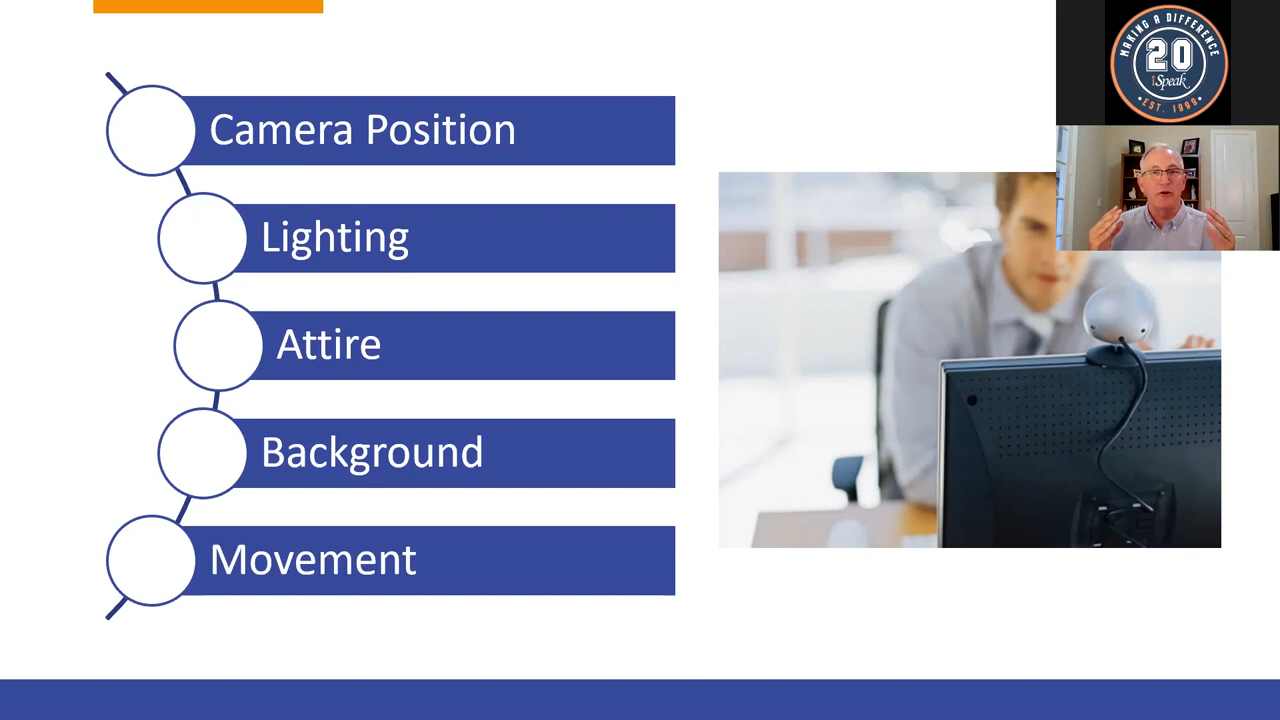 Camera Position
Lighting
Attire
Background
Movement
MAKING A DIFFERENCE
20
iSpeak
• EST. 1999 •